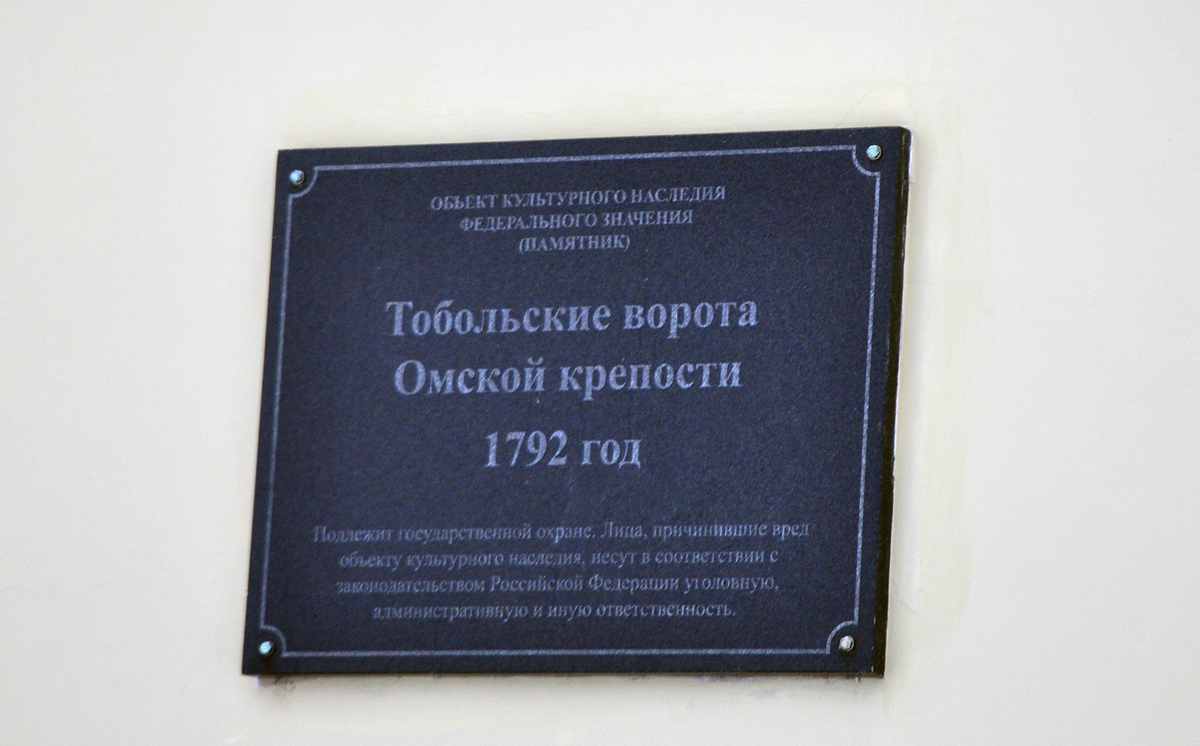 ОБЪЕКТ КУЛЬТУРНОГО НАСЛЕДИЯ
ФЕДЕРАЛЬНОГО ЗНАЧЕНИЯ
(ПАМЯТНИК)
Тобольские ворота
Омской крепости
1792 год
Подлежит государственной охране. Лица, причинившие вред
объекту культурного наследия, несут в соответствии с
законодательством Российской Федерации уголовную,
административную и иную ответственность.